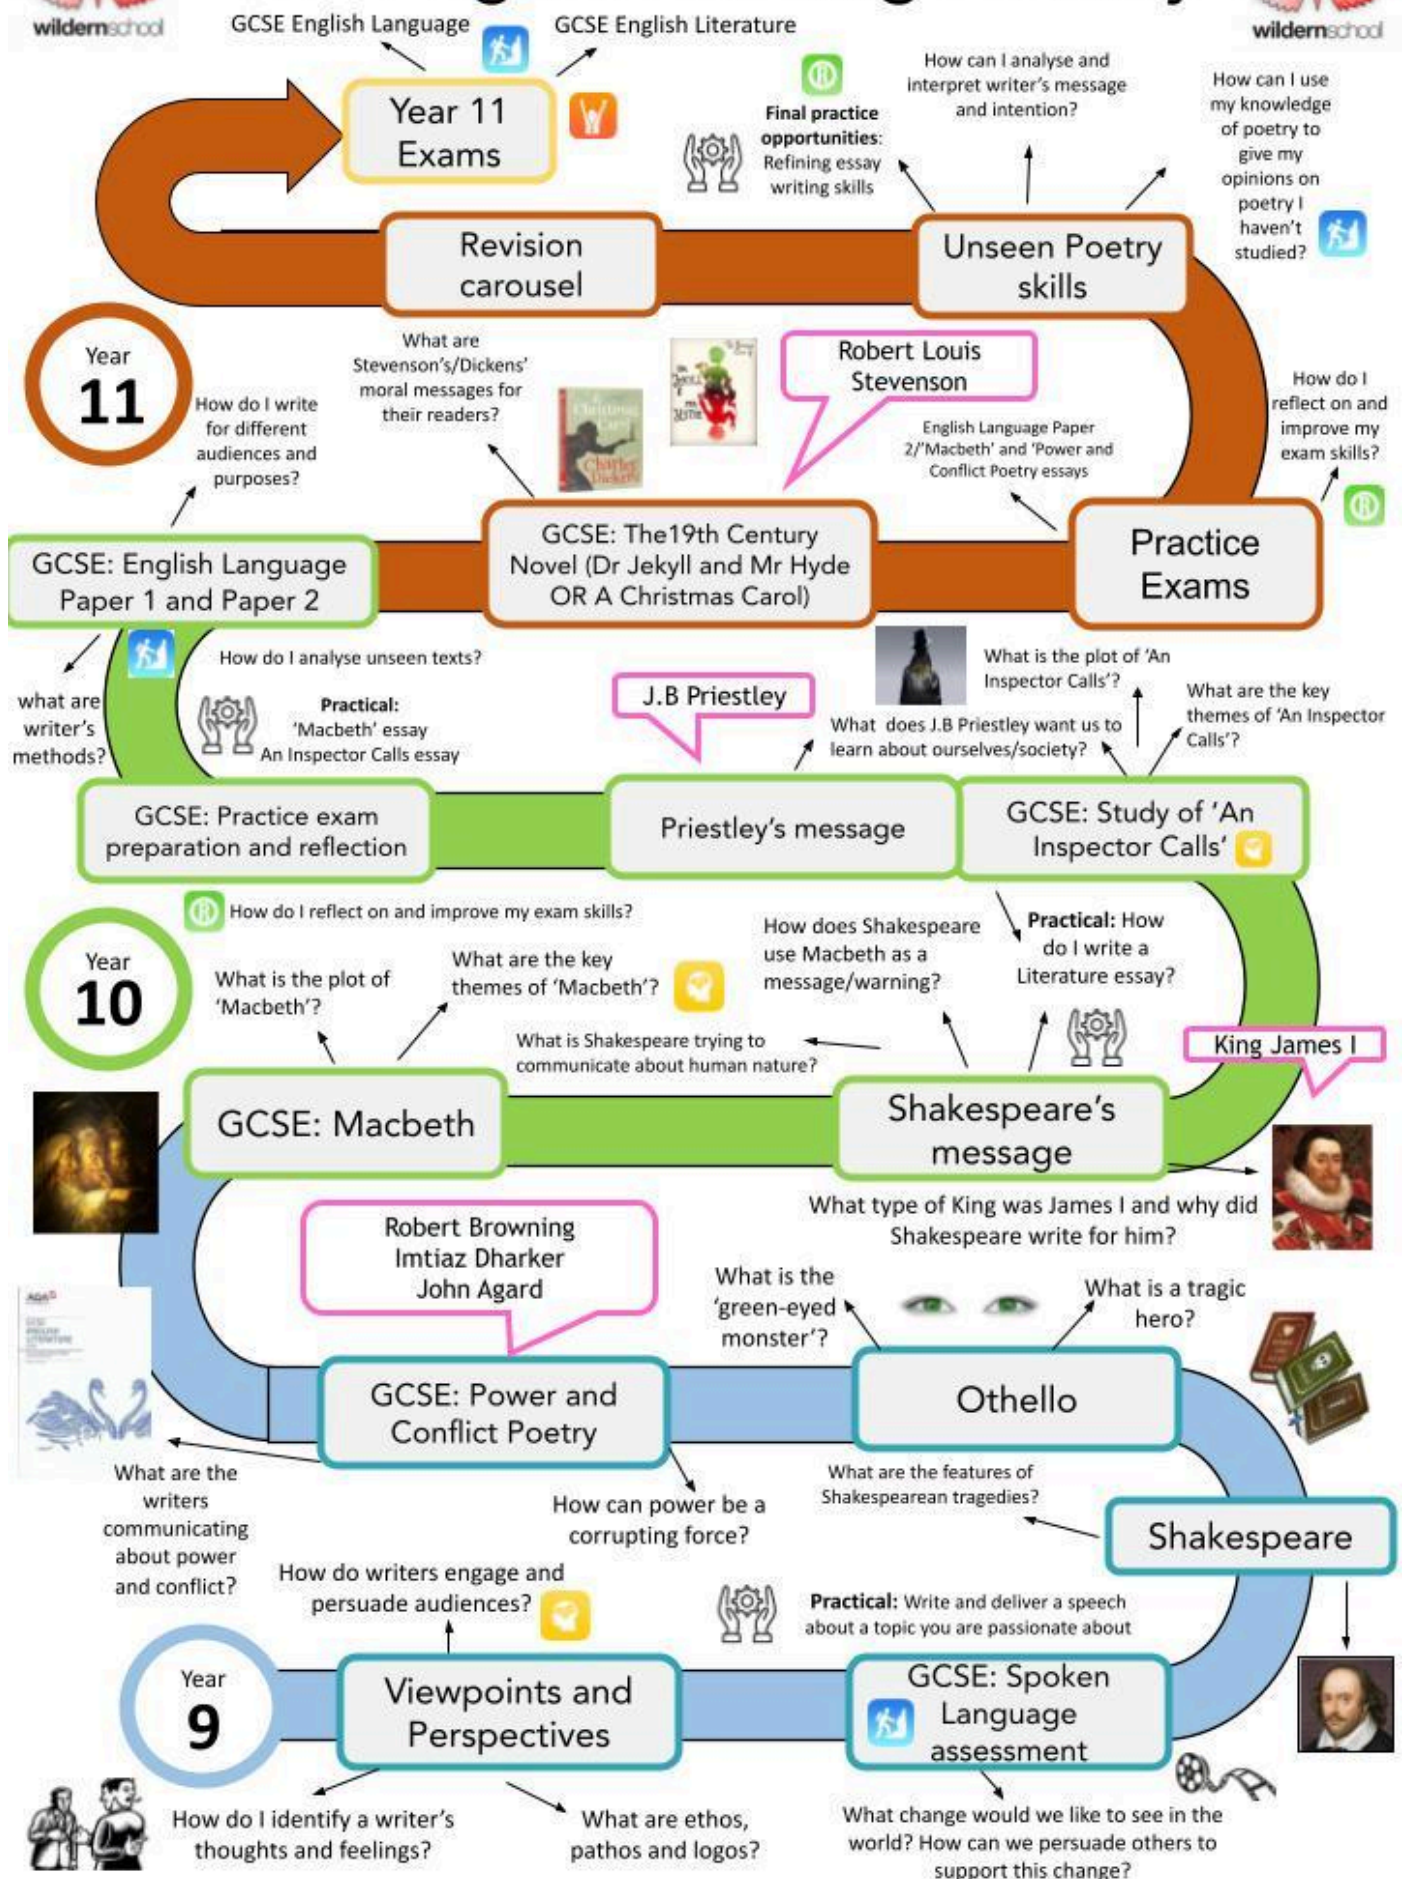 wildernschool
wildernschool
GCSE English Language
GCSE English Literature
Year 11
Exams
Final practice
opportunities:
Refining essay
writing skills
How can I analyse and
interpret writer's message
and intention?
How can I use
my knowledge
of poetry to
give my
opinions on
poetry I
haven't
studied?
Revision
carousel
Unseen Poetry
skills
Year
11
How do I write
for different
audiences and
purposes?
What are
Stevenson's/Dickens'
moral messages for
their readers?
A
Christmas
Carol
Charles
Dickens
Robert Louis
Stevenson
English Language Paper
2/'Macbeth' and 'Power and
Conflict Poetry essays
How do I
reflect on and
improve my
exam skills?
GCSE: English Language
Paper 1 and Paper 2
GCSE: The19th Century
Novel (Dr Jekyll and Mr Hyde
OR A Christmas Carol)
Practice
Exams
what are
writer's
methods?
How do I analyse unseen texts?
Practical:
'Macbeth' essay
An Inspector Calls essay
J.B Priestley
What does J.B Priestley want us to
learn about ourselves/society?
What is the plot of 'An
Inspector Calls'?
What are the key
themes of 'An Inspector
Calls'?
GCSE: Practice exam
preparation and reflection
Priestley's message
GCSE: Study of 'An
Inspector Calls'
How do I reflect on and improve my exam skills?
Year
10
What is the plot of
'Macbeth'?
What are the key
themes of 'Macbeth'?
How does Shakespeare
use Macbeth as a
message/warning?
Practical: How
do I write a
Literature essay?
What is Shakespeare trying to
communicate about human nature?
King James I
GCSE: Macbeth
Shakespeare's
message
What type of King was James I and why did
Shakespeare write for him?
Robert Browning
Imtiaz Dharker
John Agard
What is the
'green-eyed
monster'?
What is a tragic
hero?
AQA
GCSE
ENGLISH
LITERATURE
GCSE: Power and
Conflict Poetry
Othello
What are the
writers
communicating
about power
and conflict?
How can power be a
corrupting force?
What are the features of
Shakespearean tragedies?
Shakespeare
How do writers engage and
persuade audiences?
Practical: Write and deliver a speech
about a topic you are passionate about
Year
9
Viewpoints and
Perspectives
GCSE: Spoken
Language
assessment
How do I identify a writer's
thoughts and feelings?
What are ethos,
pathos and logos?
What change would we like to see in the
world? How can we persuade others to
support this change?